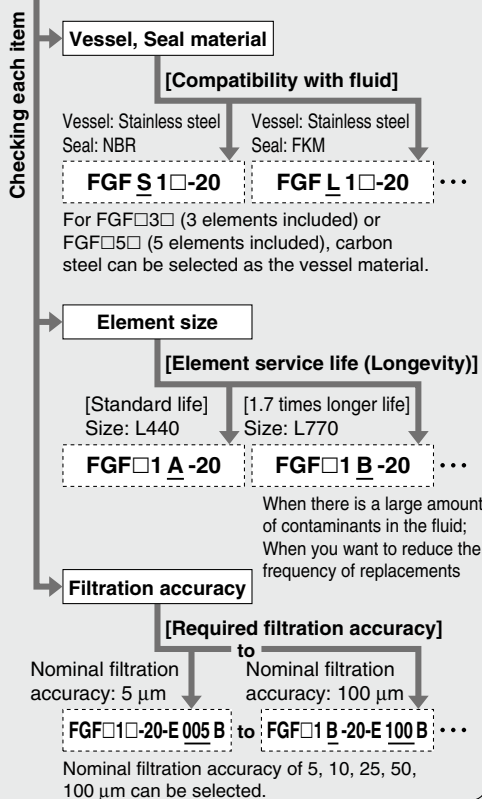 Checking each item
Vessel, Seal material
[Compatibility with fluid]
Vessel: Stainless steel
Seal: NBR
FGF S 1□-20
Vessel: Stainless steel
Seal: FKM
FGF L 1□-20 ···
For FGF□3□ (3 elements included) or
FGF□5□ (5 elements included), carbon
steel can be selected as the vessel material.
Element size
[Element service life (Longevity)]
[Standard life]
Size: L440
FGF□1 A -20
[1.7 times longer life]
Size: L770
FGF□1 B -20 ···
When there is a large amount
of contaminants in the fluid;
When you want to reduce the
frequency of replacements
Filtration accuracy
[Required filtration accuracy]
Nominal filtration
accuracy: 5 μm
FGF□1□-20-E 005 B
to
to
Nominal filtration
accuracy: 100 μm
FGF□1 B -20-E 100 B ···
Nominal filtration accuracy of 5, 10, 25, 50,
100 μm can be selected.